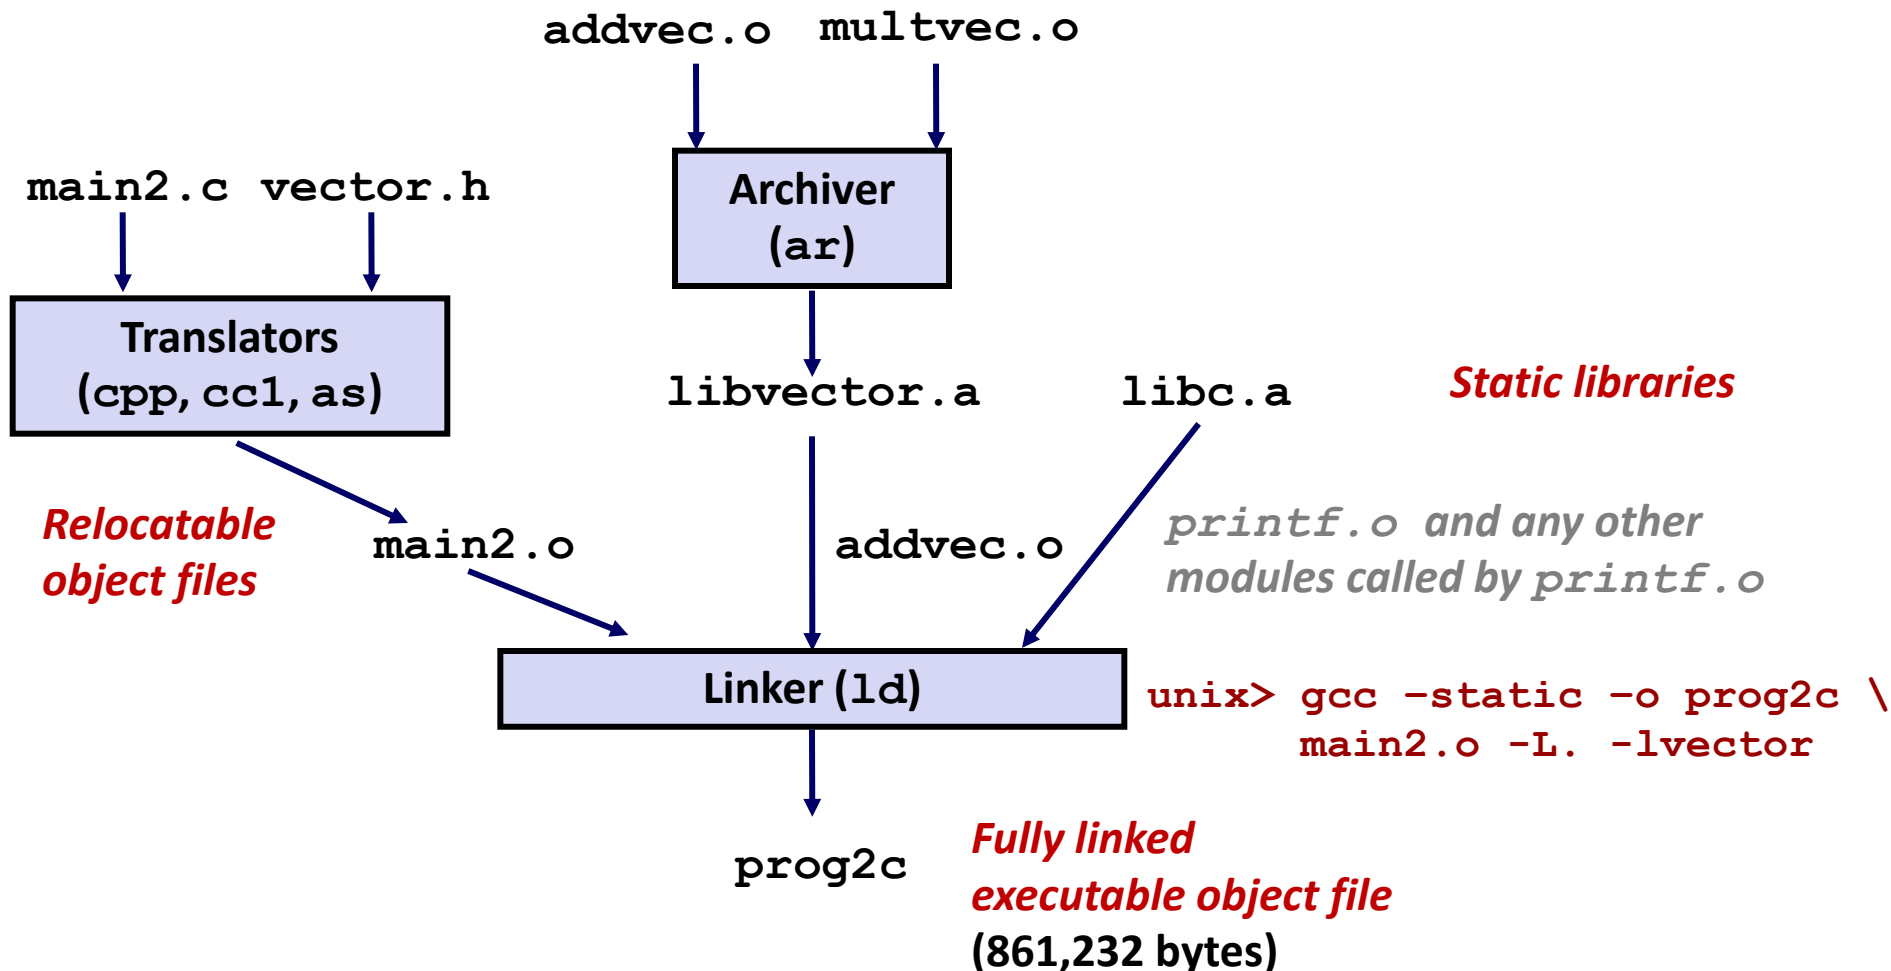 addvec.o multvec.o
main2.c vector.h
Archiver
(ar)
Translators
(cpp, cc1, as)
libvector.a libc.a Static libraries
Relocatable
object files
main2.o addvec.o
printf.o and any other
modules called by printf.o
Linker (ld)
unix> gcc –static –o prog2c \
main2.o -L. -lvector
prog2c
Fully linked
executable object file
(861,232 bytes)